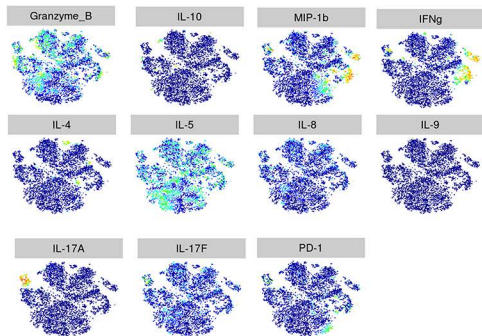 Granzyme_B
IL-10
MIP-1b
IFNg
IL-4
IL-5
IL-8
IL-9
IL-17A
IL-17F
PD-1